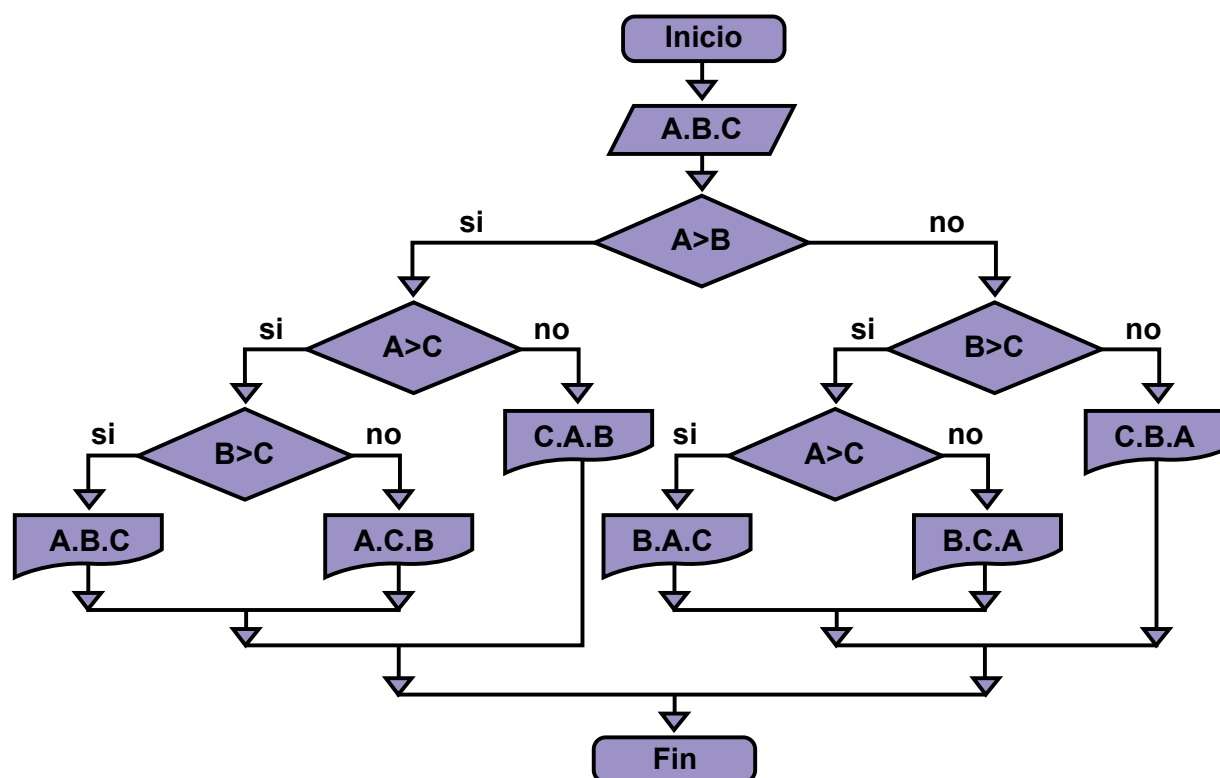 Inicio
A.B.C
A>B
si
no
A>C
si
no
B>C
si
no
B>C
si
no
C.A.B
A>C
si
no
C.B.A
A.B.C
A.C.B
B.A.C
B.C.A
Fin